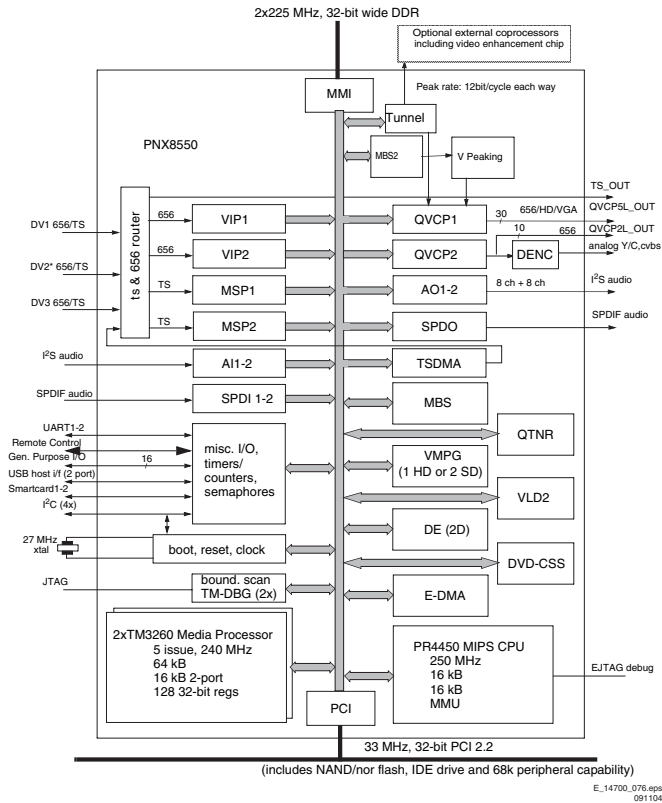 2x225 MHz, 32-bit wide DDR
Optional external coprocessors
including video enhancement chip
MMI
Peak rate: 12bit/cycle each way
Tunnel
PNX8550
MBS2
V Peaking
TS_OUT
ts & 656 router
656
VIP1
QVCP1
30
656/HD/VGA
QVCP5L_OUT
DV1 656/TS
10
656
QVCP2L_OUT
656
VIP2
QVCP2
DENC
analog Y/C,cvbs
DV2* 656/TS
TS
MSP1
AO1-2
8 ch + 8 ch
I²S audio
DV3 656/TS
TS
MSP2
SPDO
SPDIF audio
I²S audio
AI1-2
TSDMA
SPDIF audio
SPDI 1-2
MBS
UART1-2
QTNR
Remote Control
Gen. Purpose I/O
16
USB host i/f (2 port)
Smartcard1-2
I²C (4x)
misc. I/O,
timers/
counters,
semaphores
VMPG
(1 HD or 2 SD)
VLD2
DE (2D)
27 MHz
xtal
boot, reset, clock
DVD-CSS
JTAG
bound. scan
TM-DBG (2x)
E-DMA
2xTM3260 Media Processor
5 issue, 240 MHz
64 kB
16 kB 2-port
128 32-bit regs
PR4450 MIPS CPU
250 MHz
16 kB
16 kB
MMU
EJTAG debug
PCI
33 MHz, 32-bit PCI 2.2
(includes NAND/nor flash, IDE drive and 68k peripheral capability)
E_14700_076.eps
091104